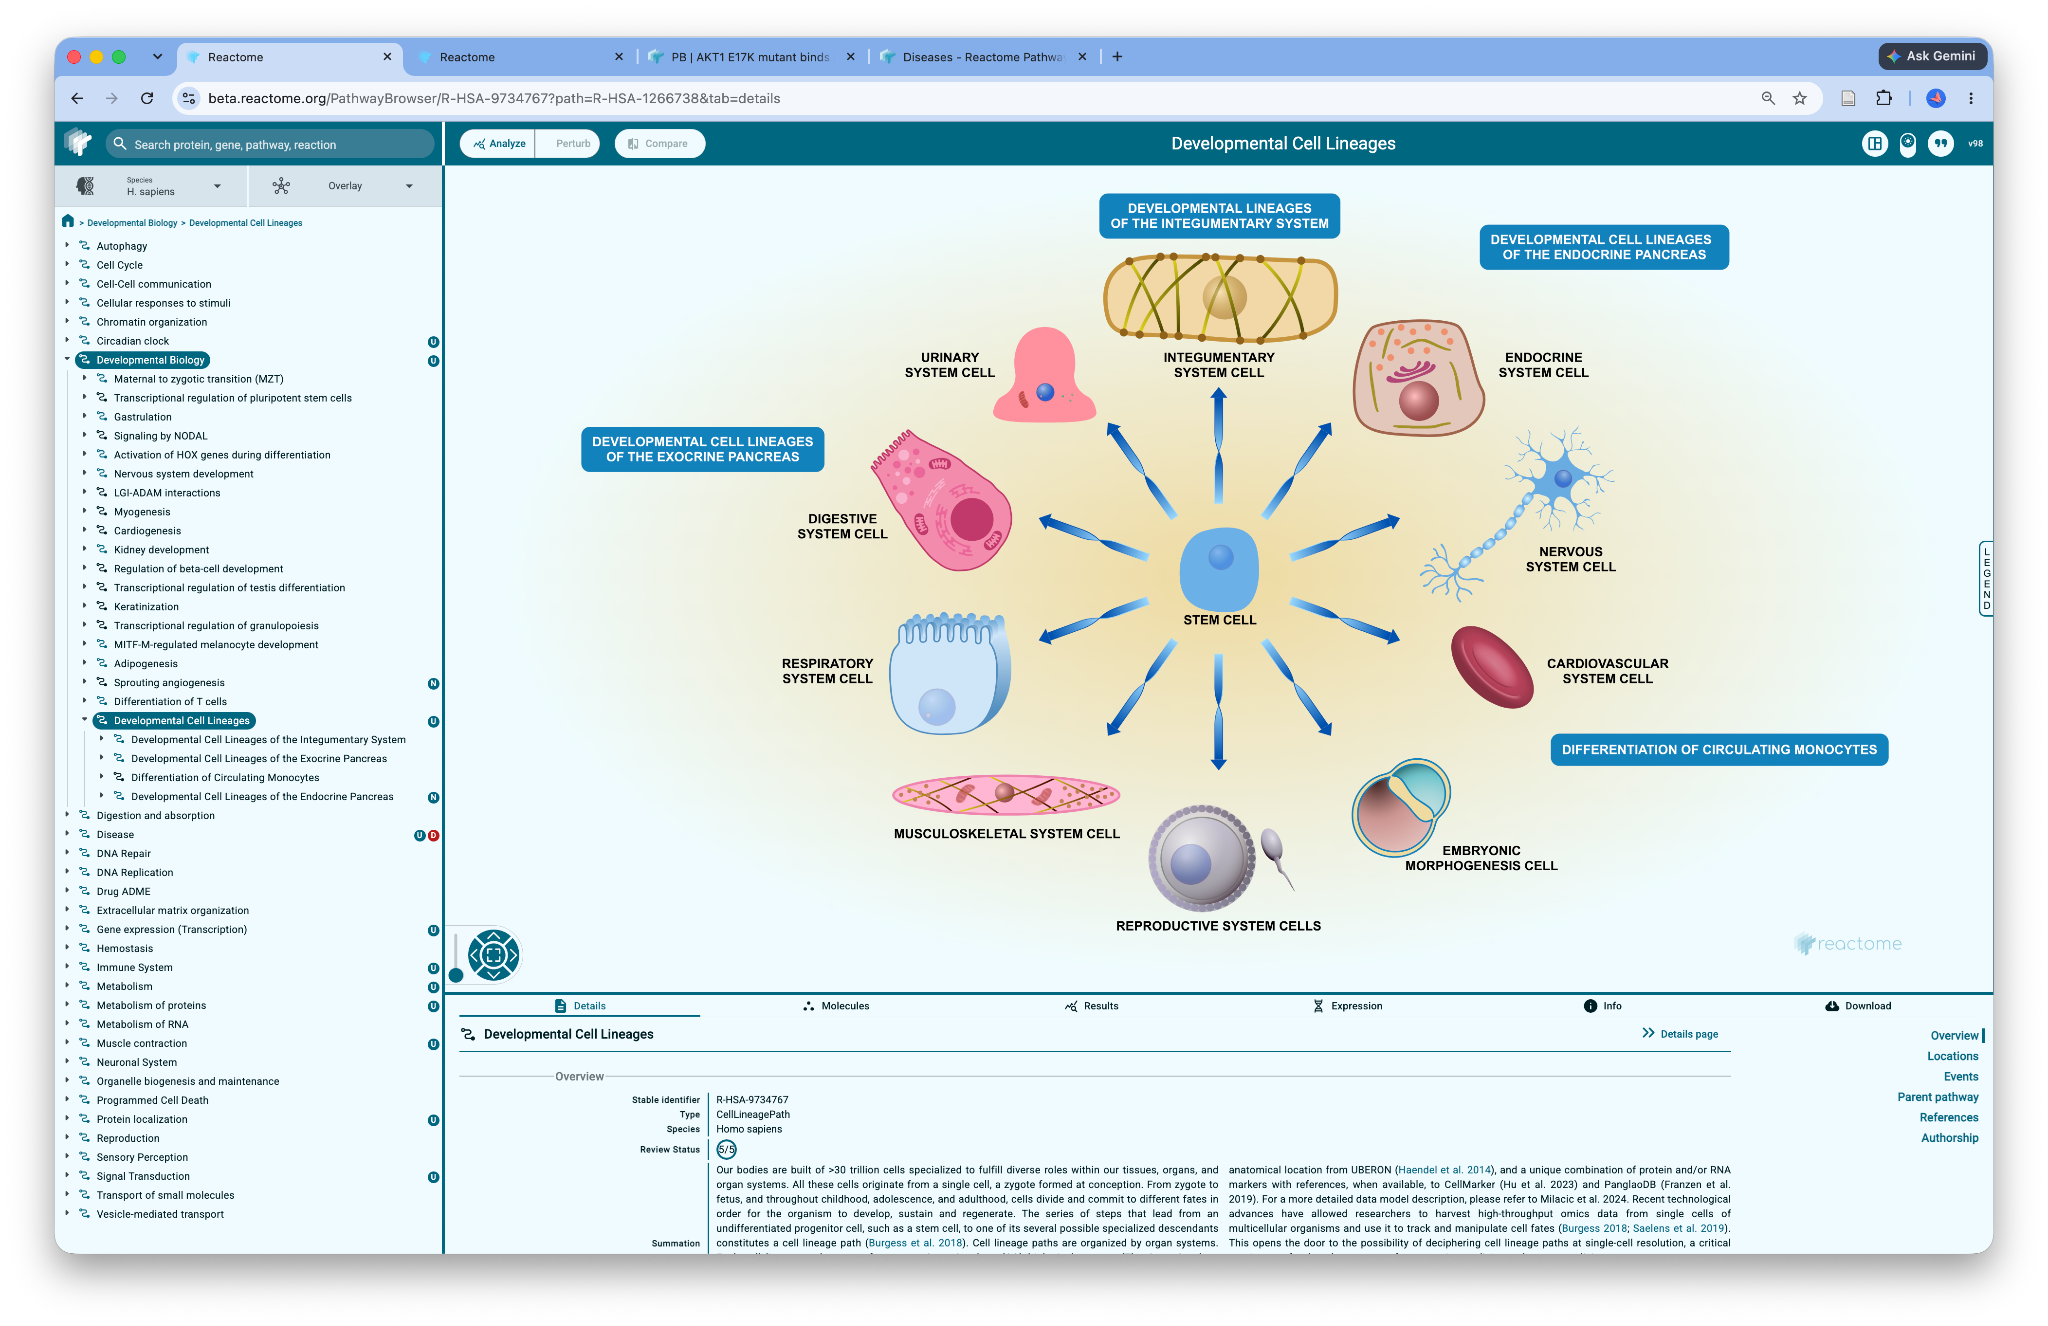 Reactome
Reactome
PB | AKT1 E17K mutant binds
Diseases - Reactome Pathwa
Ask Gemini
beta.reactome.org/PathwayBrowser/R-HSA-9734767?path=R-HSA-1266738&tab=details
Search protein, gene, pathway, reaction
Analyze
Perturb
Compare
Developmental Cell Lineages
v98
Species
H. sapiens
Overlay
> Developmental Biology > Developmental Cell Lineages
Autophagy
Cell Cycle
Cell-Cell communication
Cellular responses to stimuli
Chromatin organization
Circadian clock U
Developmental Biology U
Maternal to zygotic transition (MZT)
Transcriptional regulation of pluripotent stem cells
Gastrulation
Signaling by NODAL
Activation of HOX genes during differentiation
Nervous system development
LGI-ADAM interactions
Myogenesis
Cardiogenesis
Kidney development
Regulation of beta-cell development
Transcriptional regulation of testis differentiation
Keratinization
Transcriptional regulation of granulopoiesis
MITF-M-regulated melanocyte development
Adipogenesis
Sprouting angiogenesis N
Differentiation of T cells
Developmental Cell Lineages U
Developmental Cell Lineages of the Integumentary System
Developmental Cell Lineages of the Exocrine Pancreas
Differentiation of Circulating Monocytes
Developmental Cell Lineages of the Endocrine Pancreas N
Digestion and absorption
Disease U D
DNA Repair
DNA Replication
Drug ADME
Extracellular matrix organization
Gene expression (Transcription) U
Hemostasis
Immune System U
Metabolism U
Metabolism of proteins U
Metabolism of RNA
Muscle contraction U
Neuronal System
Organelle biogenesis and maintenance
Programmed Cell Death
Protein localization U
Reproduction
Sensory Perception
Signal Transduction U
Transport of small molecules
Vesicle-mediated transport
DEVELOPMENTAL LINEAGES
OF THE INTEGUMENTARY SYSTEM
DEVELOPMENTAL CELL LINEAGES
OF THE ENDOCRINE PANCREAS
URINARY
SYSTEM CELL
INTEGUMENTARY
SYSTEM CELL
ENDOCRINE
SYSTEM CELL
DEVELOPMENTAL CELL LINEAGES
OF THE EXOCRINE PANCREAS
DIGESTIVE
SYSTEM CELL
NERVOUS
SYSTEM CELL
STEM CELL
RESPIRATORY
SYSTEM CELL
CARDIOVASCULAR
SYSTEM CELL
DIFFERENTIATION OF CIRCULATING MONOCYTES
MUSCULOSKELETAL SYSTEM CELL
EMBRYONIC
MORPHOGENESIS CELL
REPRODUCTIVE SYSTEM CELLS
LEGEND
reactome
Details
Molecules
Results
Expression
Info
Download
Developmental Cell Lineages
Details page
Overview
Stable identifier R-HSA-9734767
Type CellLineagePath
Species Homo sapiens
Review Status 5/5
Summation
Our bodies are built of >30 trillion cells specialized to fulfill diverse roles within our tissues, organs, and
organ systems. All these cells originate from a single cell, a zygote formed at conception. From zygote to
fetus, and throughout childhood, adolescence, and adulthood, cells divide and commit to different fates in
order for the organism to develop, sustain and regenerate. The series of steps that lead from an
undifferentiated progenitor cell, such as a stem cell, to one of its several possible specialized descendants
constitutes a cell lineage path (Burgess et al. 2018). Cell lineage paths are organized by organ systems.
anatomical location from UBERON (Haendel et al. 2014), and a unique combination of protein and/or RNA
markers with references, when available, to CellMarker (Hu et al. 2023) and PanglaoDB (Franzen et al.
2019). For a more detailed data model description, please refer to Milacic et al. 2024. Recent technological
advances have allowed researchers to harvest high-throughput omics data from single cells of
multicellular organisms and use it to track and manipulate cell fates (Burgess 2018; Saelens et al. 2019).
This opens the door to the possibility of deciphering cell lineage paths at single-cell resolution, a critical
Overview
Locations
Events
Parent pathway
References
Authorship